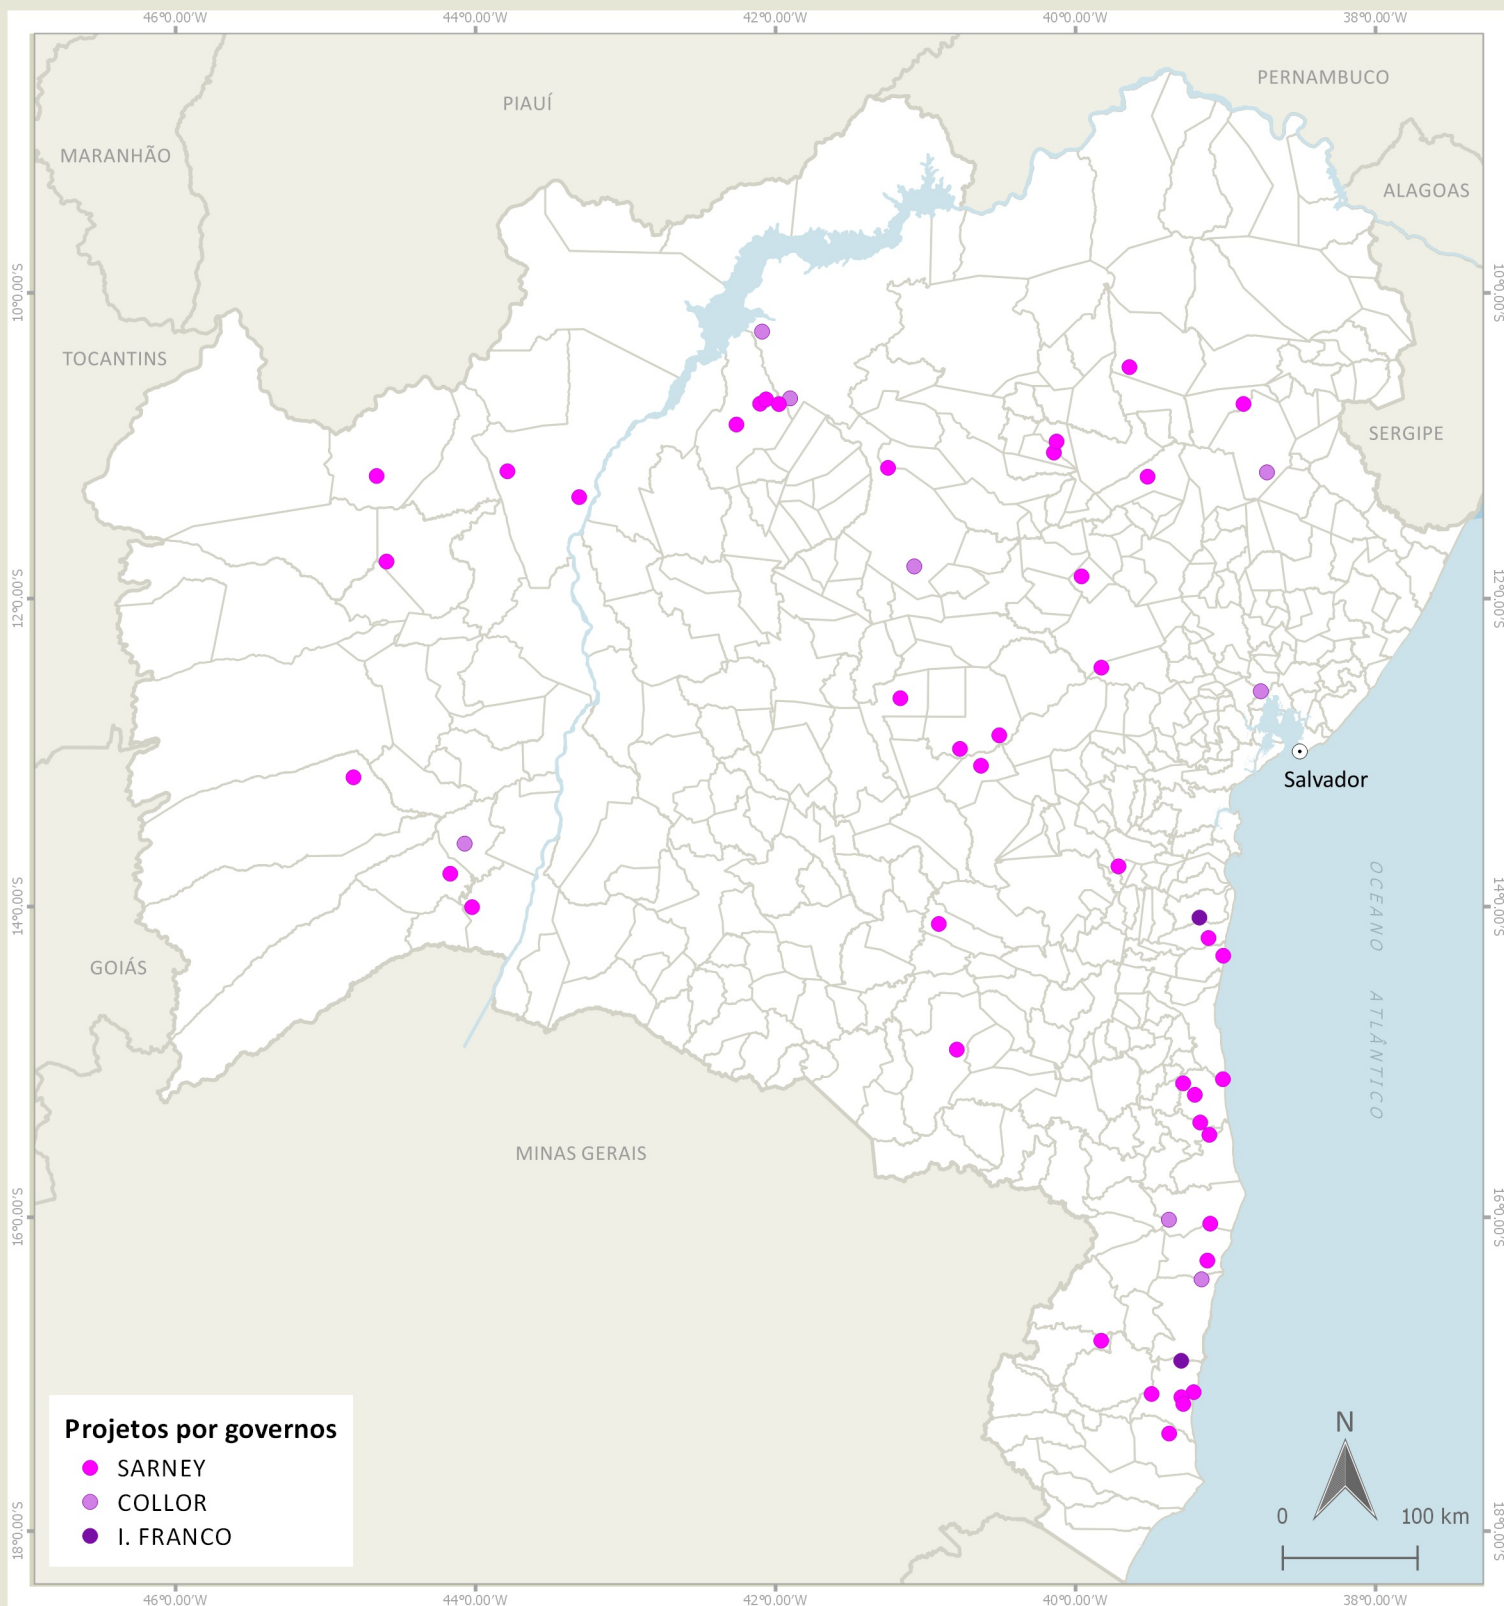 46°0.00'W 44°0.00'W 42°0.00'W 40°0.00'W 38°0.00'W
PERNAMBUCO
PIAUÍ
MARANHÃO
ALAGOAS
10°0.00'S 10°0.00'S
TOCANTINS
SERGIPE
12°0.00'S 12°0.00'S
Salvador
14°0.00'S 14°0.00'S
OCEANO ATLÂNTICO
GOIÁS
MINAS GERAIS
16°0.00'S 16°0.00'S
Projetos por governos
SARNEY
COLLOR
I. FRANCO
N
0 100 km
18°0.00'S 18°0.00'S
46°0.00'W 44°0.00'W 42°0.00'W 40°0.00'W 38°0.00'W